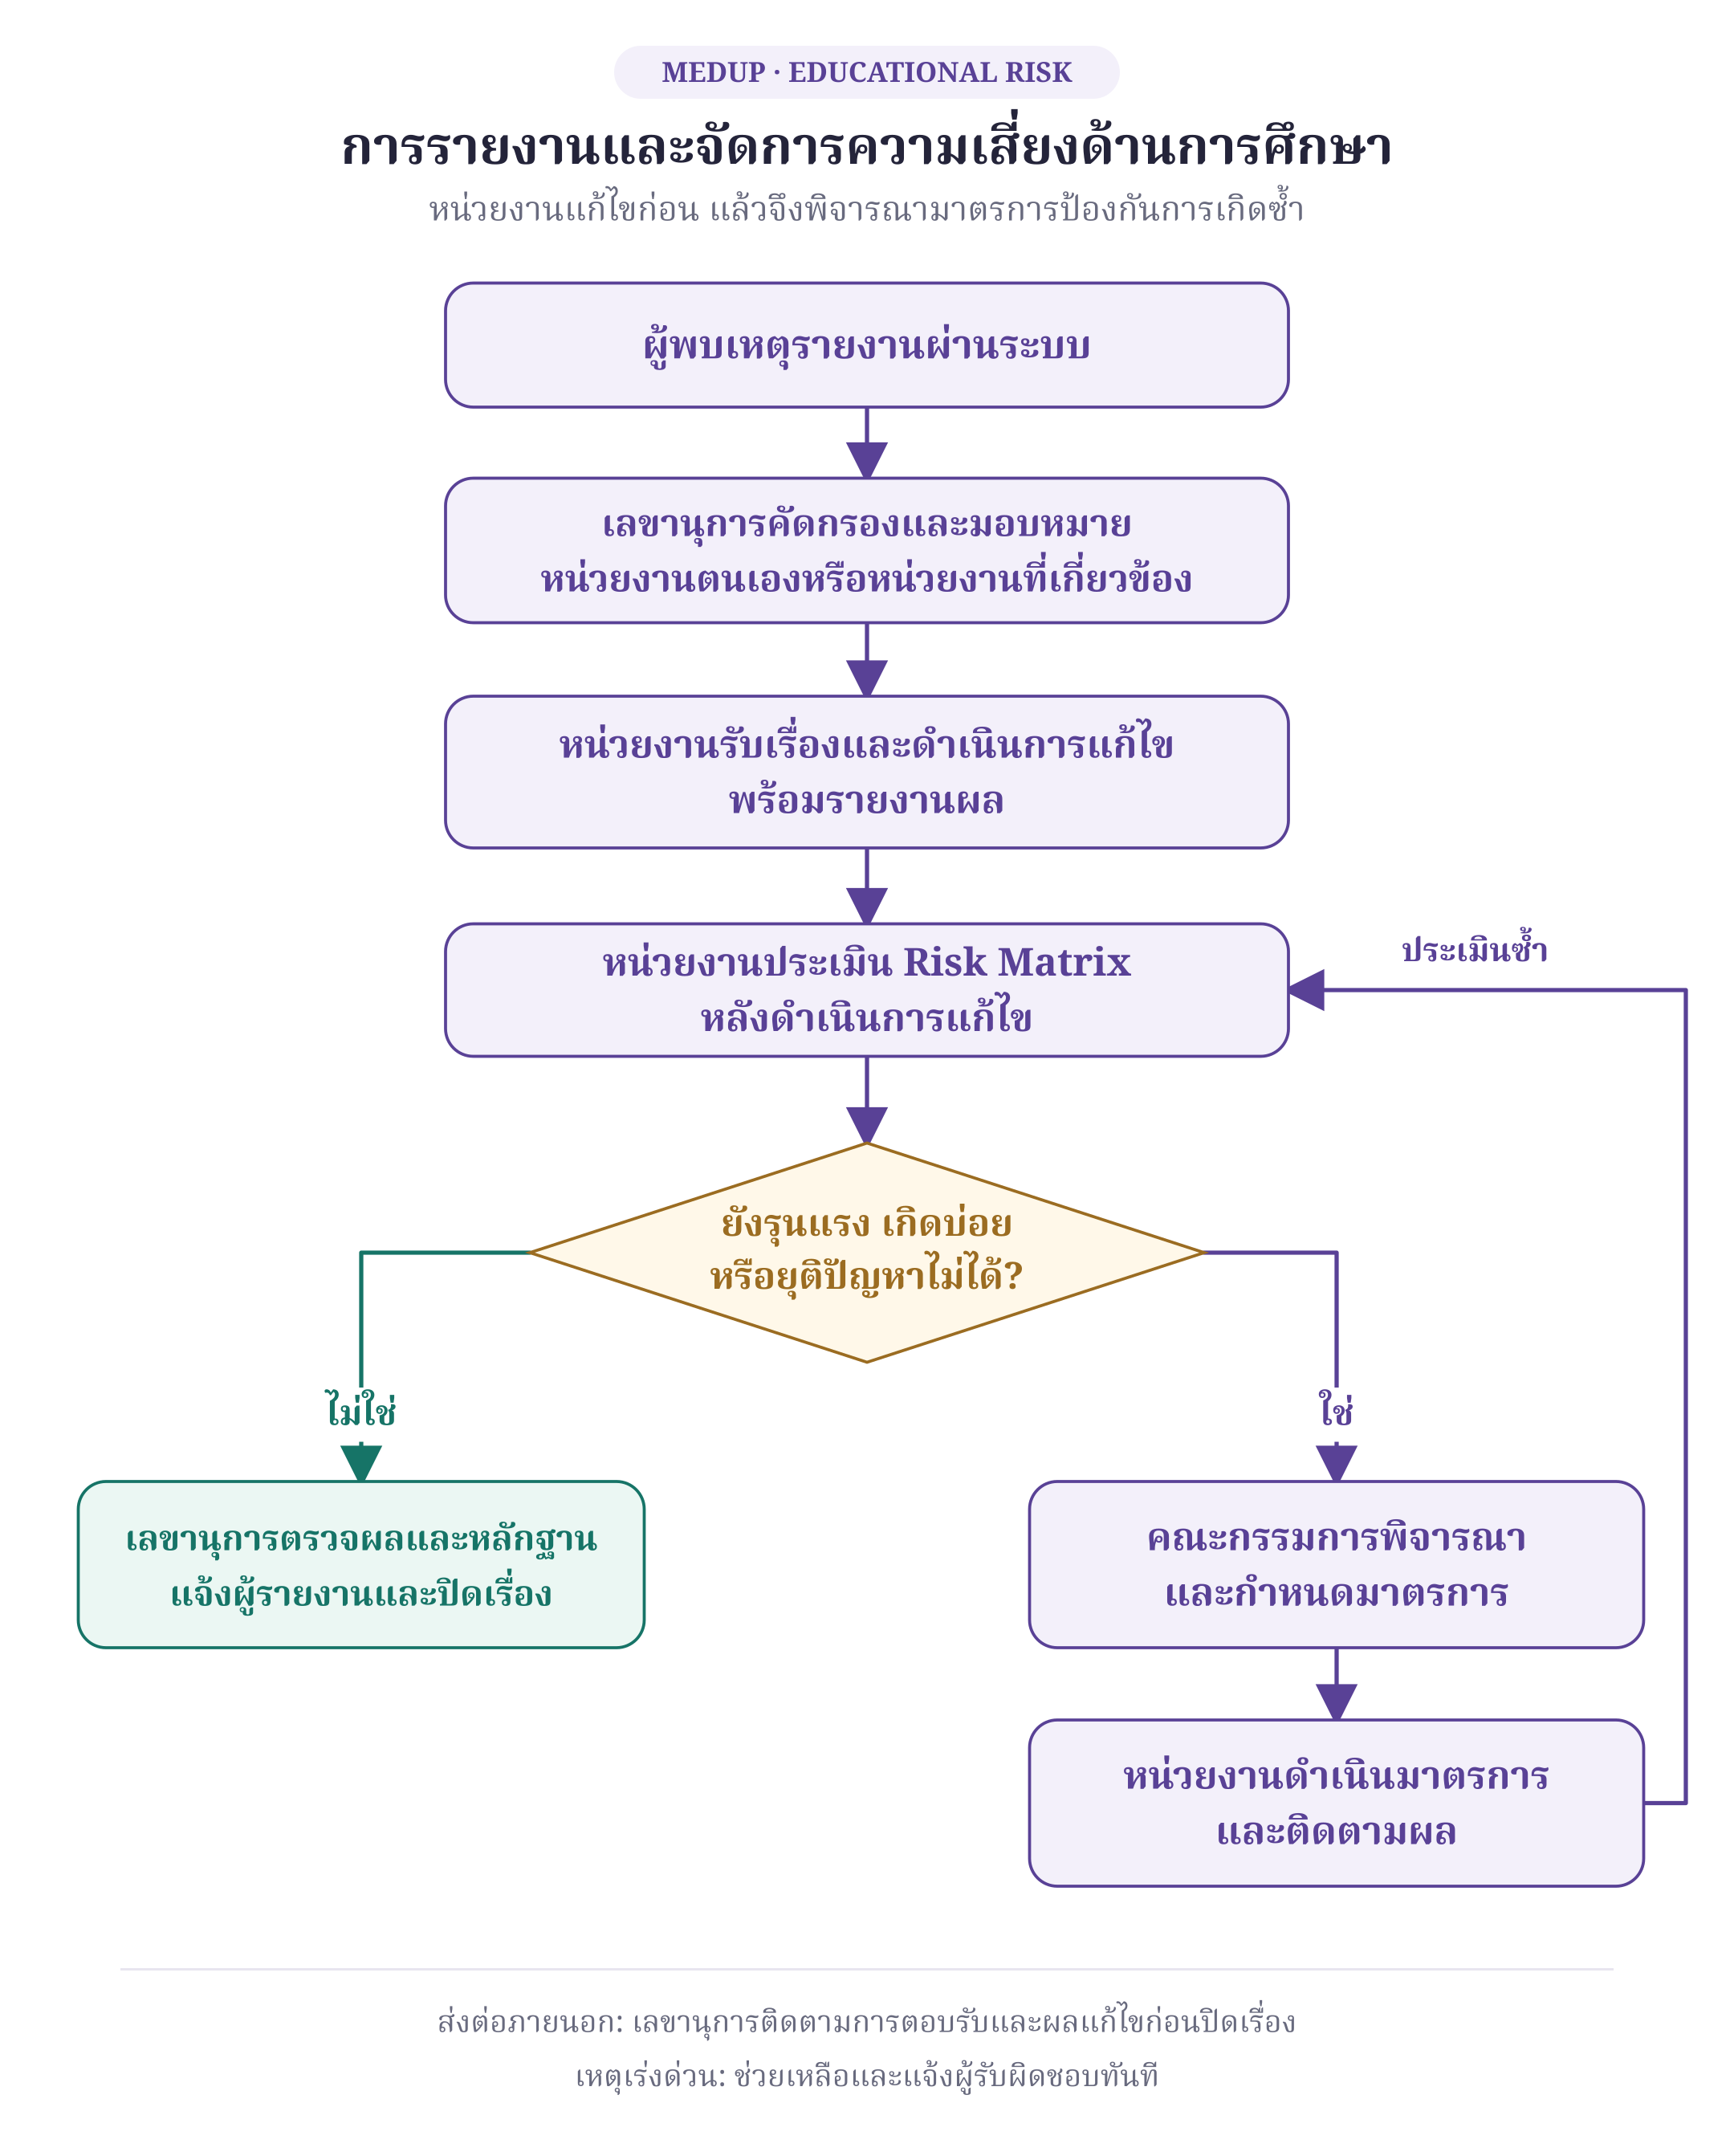 MEDUP · EDUCATIONAL RISK
การรายงานและจัดการความเสี่ยงด้านการศึกษา
หน่วยงานแก้ไขก่อน แล้วจึงพิจารณามาตรการป้องกันการเกิดซ้ำ
ผู้พบเหตุรายงานผ่านระบบ
เลขานุการคัดกรองและมอบหมาย
หน่วยงานตนเองหรือหน่วยงานที่เกี่ยวข้อง
หน่วยงานรับเรื่องและดำเนินการแก้ไข
พร้อมรายงานผล
หน่วยงานประเมิน Risk Matrix
หลังดำเนินการแก้ไข
ประเมินซ้ำ
ยังรุนแรง เกิดบ่อย
หรือยุติปัญหาไม่ได้?
ไม่ใช่
ใช่
เลขานุการตรวจผลและหลักฐาน
แจ้งผู้รายงานและปิดเรื่อง
คณะกรรมการพิจารณา
และกำหนดมาตรการ
หน่วยงานดำเนินมาตรการ
และติดตามผล
ส่งต่อภายนอก: เลขานุการติดตามการตอบรับและผลแก้ไขก่อนปิดเรื่อง
เหตุเร่งด่วน: ช่วยเหลือและแจ้งผู้รับผิดชอบทันที